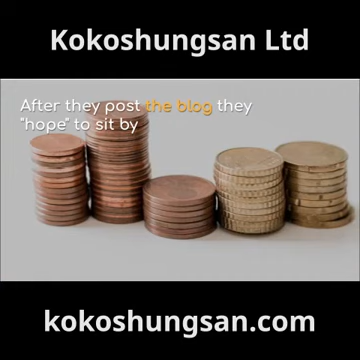 Kokoshungsan Ltd
After they post the blog they
"hope" to sit by
kokoshungsan.com